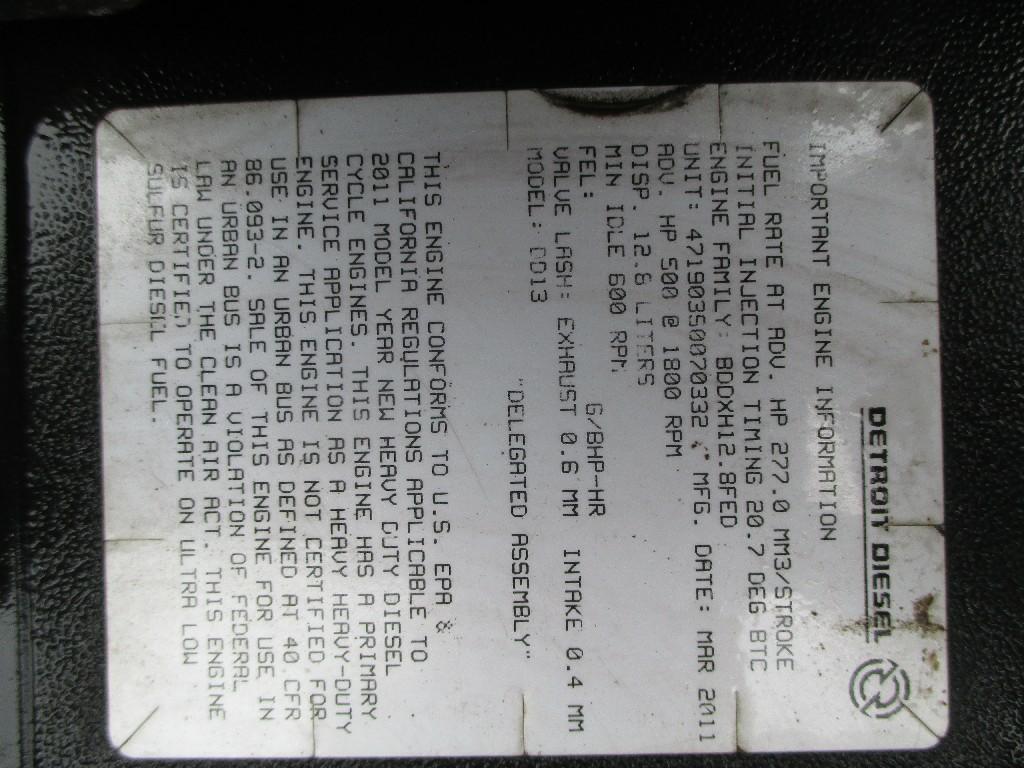 DETROIT DIESEL
IMPORTANT ENGINE INFORMATION
FUEL RATE AT ADV. HP 277.0 MM3/STROKE
INITIAL INJECTION TIMING 20.7 DEG BTC
ENGINE FAMILY: BDDXH12.8FED
UNIT: 471903S0070332 MFG. DATE: MAR 2011
ADV. HP 500 @ 1800 RPM
DISP. 12.8 LITERS
MIN IDLE 600 RPM
FEL: G/BHP-HR
VALVE LASH: EXHAUST 0.6 MM INTAKE 0.4 MM
MODEL: DD13
"DELEGATED ASSEMBLY"
THIS ENGINE CONFORMS TO U.S. EPA &
CALIFORNIA REGULATIONS APPLICABLE TO
2011 MODEL YEAR NEW HEAVY DUTY DIESEL
CYCLE ENGINES. THIS ENGINE HAS A PRIMARY
SERVICE APPLICATION AS A HEAVY HEAVY-DUTY
ENGINE. THIS ENGINE IS NOT CERTIFIED FOR
USE IN AN URBAN BUS AS DEFINED AT 40 CFR
86.093-2. SALE OF THIS ENGINE FOR USE IN
AN URBAN BUS IS A VIOLATION OF FEDERAL
LAW UNDER THE CLEAN AIR ACT. THIS ENGINE
IS CERTIFIED TO OPERATE ON ULTRA LOW
SULFUR DIESEL FUEL.